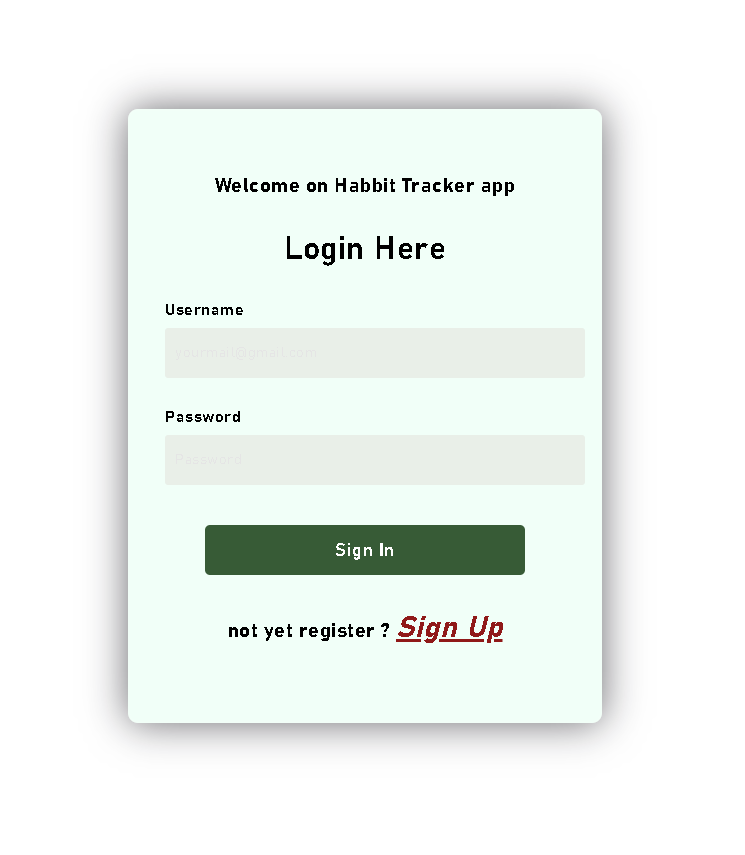 Welcome on Habbit Tracker app
Login Here
Username
yourmail@gmail.com
Password
Password
Sign In
not yet register ? Sign Up